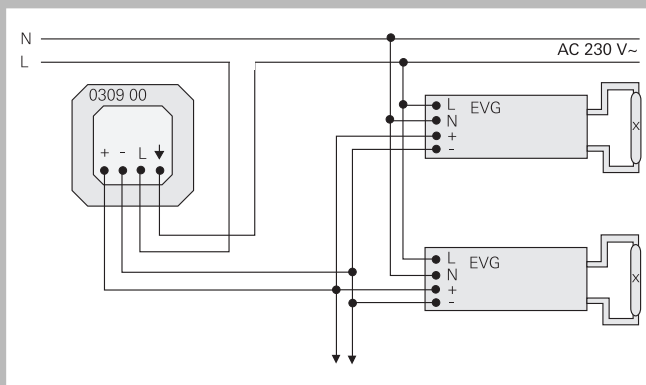 N
L
AC 230 V~
0309 00
+ - L
L EVG
N
+
-
X
L EVG
N
+
-
X